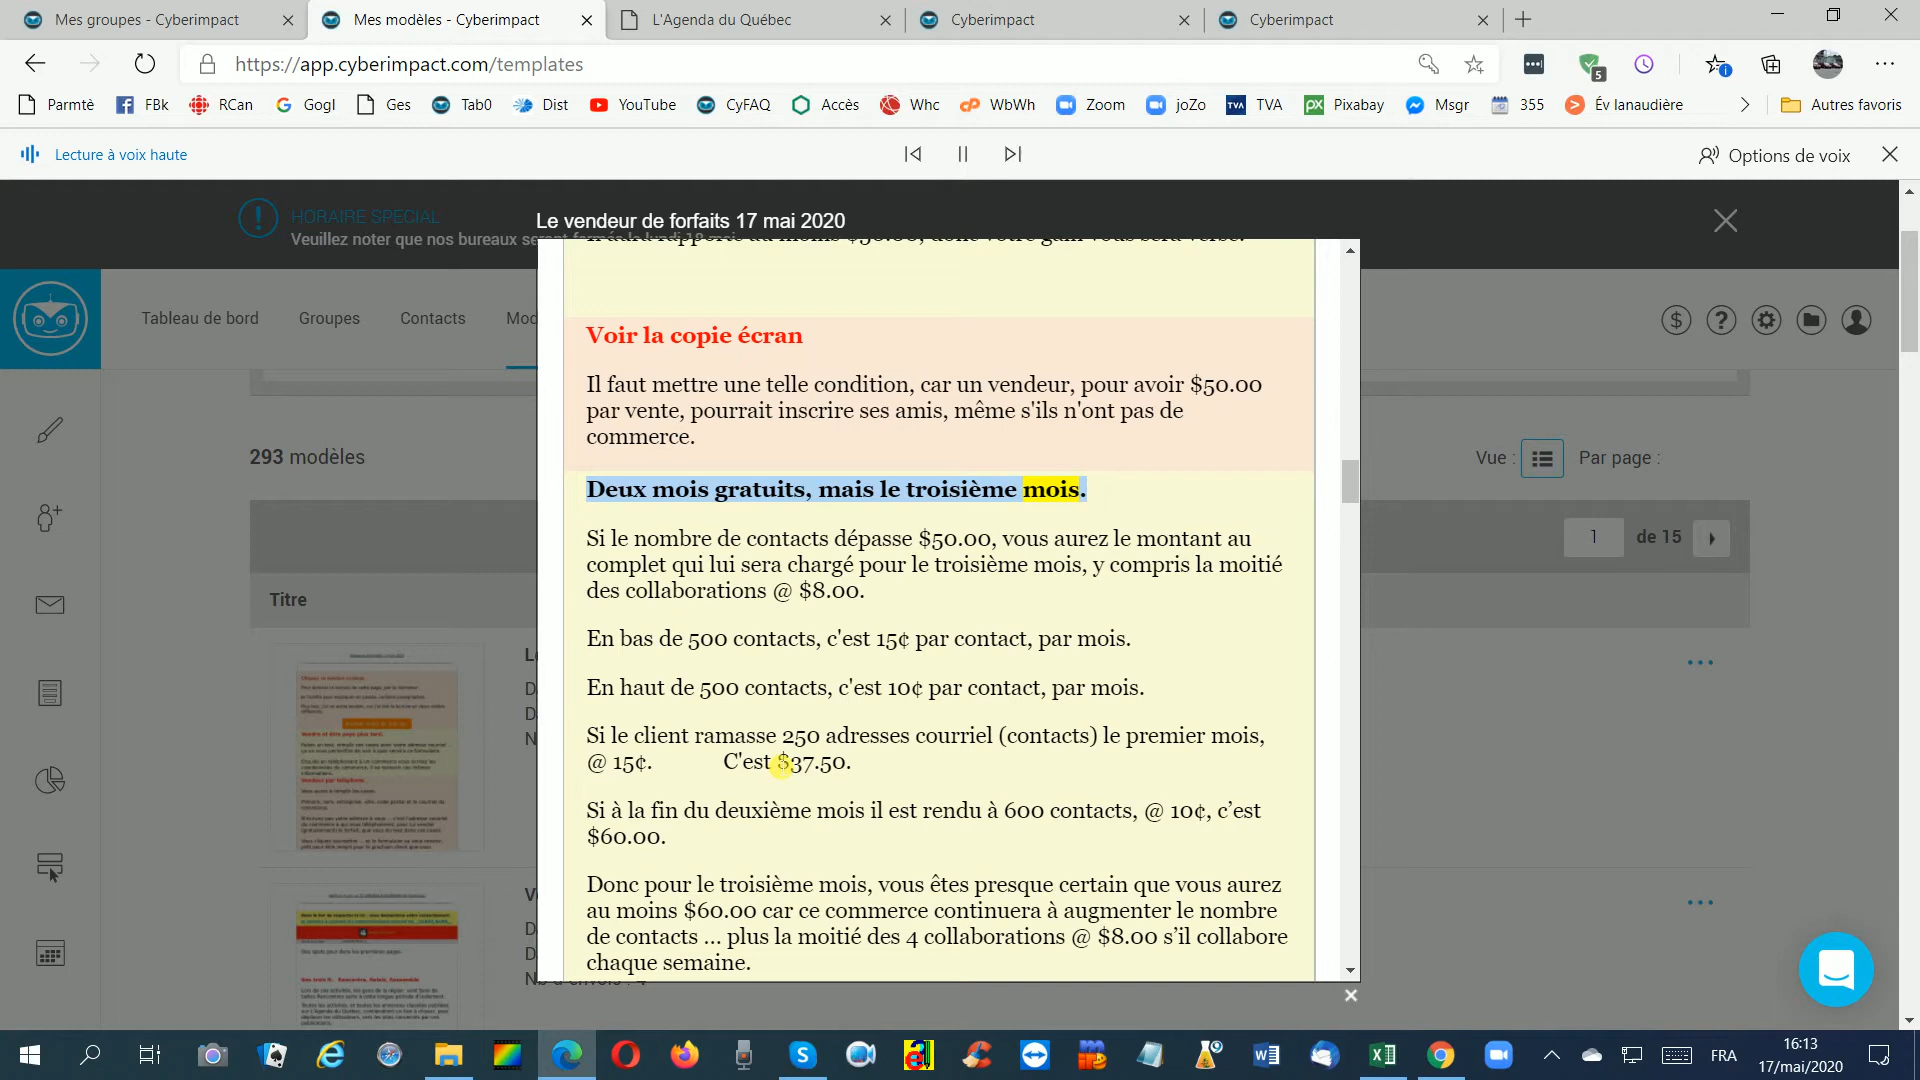 Mes groupes - Cyberimpact
Mes modèles - Cyberimpact
L'Agenda du Québec
Cyberimpact
Cyberimpact
https://app.cyberimpact.com/templates
5
Parmtè
FBk
RCan
Gogl
Ges
Tab0
Dist
YouTube
CyFAQ
Accès
Whc
WbWh
Zoom
joZo
TVA
Pixabay
Msgr
355
Év lanaudière
Autres favoris
Lecture à voix haute
Options de voix
HORAIRE SPÉCIAL
Veuillez noter que nos bureaux seront fermés le lundi 18 mai
Le vendeur de forfaits 17 mai 2020
Tableau de bord
Groupes
Contacts
Mod
293 modèles
Vue :
Par page :
1
de 15
Titre
Voir la copie écran
Il faut mettre une telle condition, car un vendeur, pour avoir $50.00
par vente, pourrait inscrire ses amis, même s'ils n'ont pas de
commerce.
Deux mois gratuits, mais le troisième mois.
Si le nombre de contacts dépasse $50.00, vous aurez le montant au
complet qui lui sera chargé pour le troisième mois, y compris la moitié
des collaborations @ $8.00.
En bas de 500 contacts, c'est 15¢ par contact, par mois.
En haut de 500 contacts, c'est 10¢ par contact, par mois.
Si le client ramasse 250 adresses courriel (contacts) le premier mois,
@ 15¢. C'est $37.50.
Si à la fin du deuxième mois il est rendu à 600 contacts, @ 10¢, c’est
$60.00.
Donc pour le troisième mois, vous êtes presque certain que vous aurez
au moins $60.00 car ce commerce continuera à augmenter le nombre
de contacts ... plus la moitié des 4 collaborations @ $8.00 s’il collabore
chaque semaine.
FRA
16:13
17/mai/2020